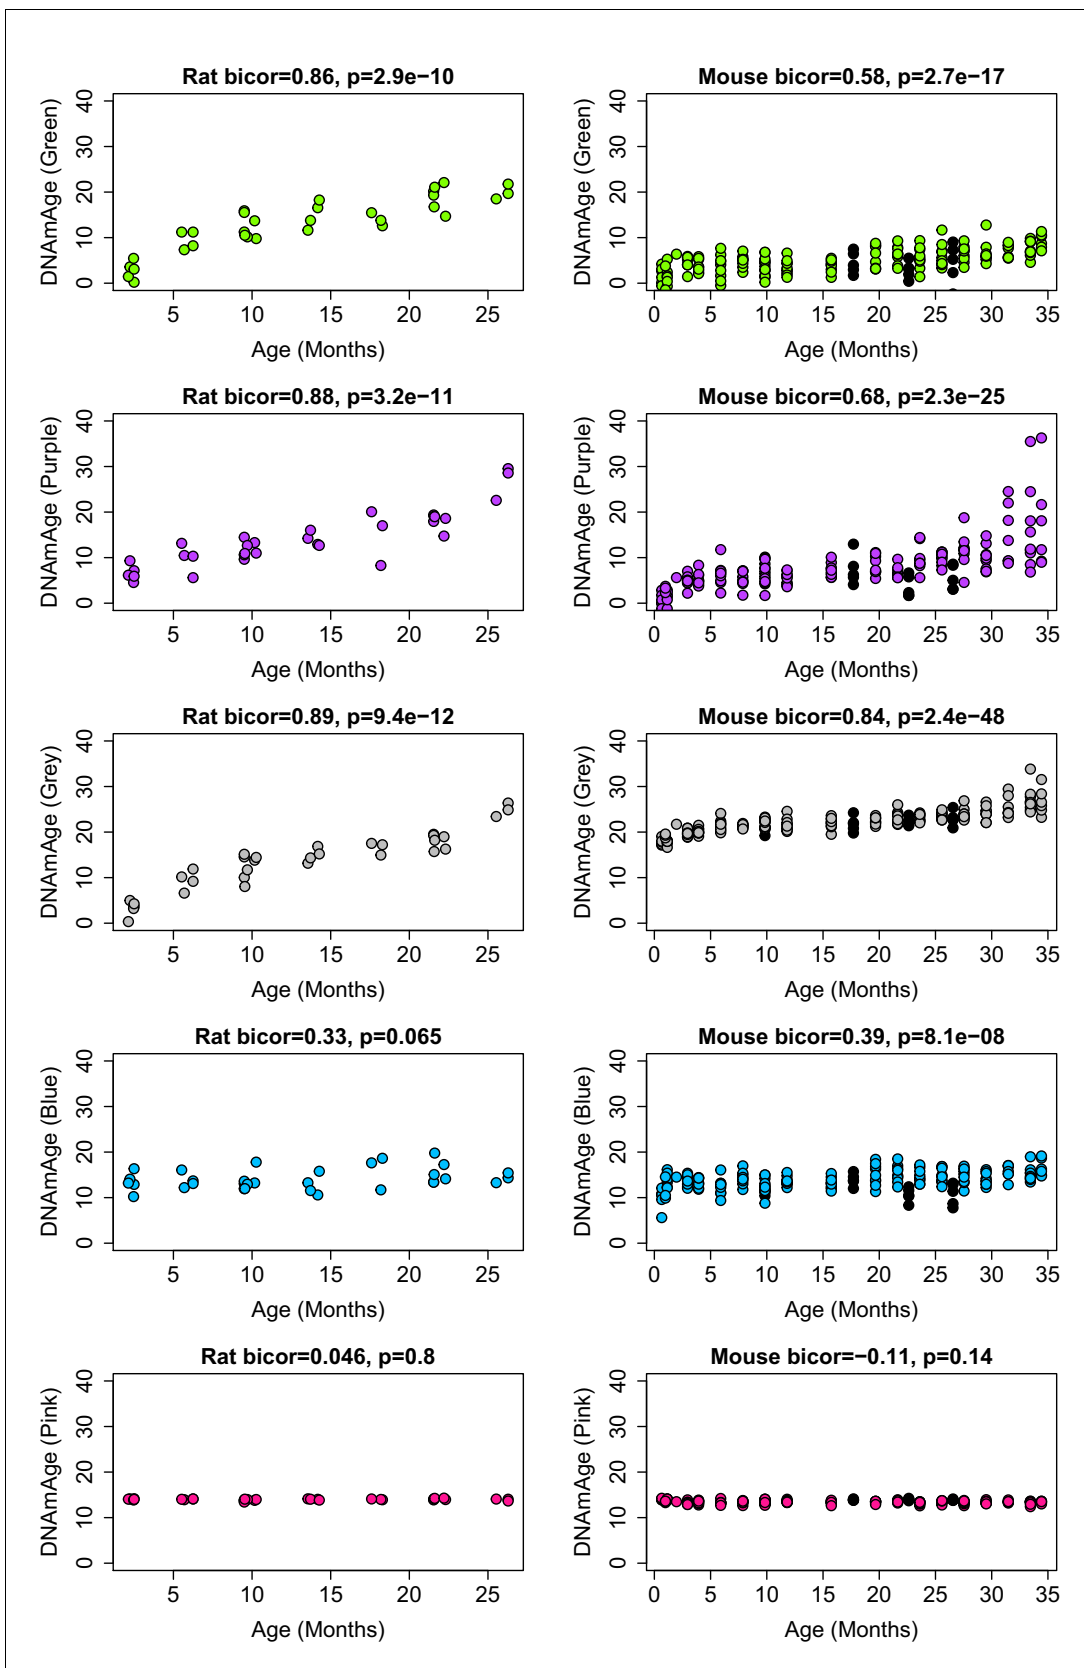 Rat bicor=0.86, p=2.9e−10
DNAmAge (Green)
0 10 20 30 40
5 10 15 20 25
Age (Months)
Mouse bicor=0.58, p=2.7e−17
DNAmAge (Green)
0 10 20 30 40
0 5 10 15 20 25 30 35
Age (Months)
Rat bicor=0.88, p=3.2e−11
DNAmAge (Purple)
0 10 20 30 40
5 10 15 20 25
Age (Months)
Mouse bicor=0.68, p=2.3e−25
DNAmAge (Purple)
0 10 20 30 40
0 5 10 15 20 25 30 35
Age (Months)
Rat bicor=0.89, p=9.4e−12
DNAmAge (Grey)
0 10 20 30 40
5 10 15 20 25
Age (Months)
Mouse bicor=0.84, p=2.4e−48
DNAmAge (Grey)
0 10 20 30 40
0 5 10 15 20 25 30 35
Age (Months)
Rat bicor=0.33, p=0.065
DNAmAge (Blue)
0 10 20 30 40
5 10 15 20 25
Age (Months)
Mouse bicor=0.39, p=8.1e−08
DNAmAge (Blue)
0 10 20 30 40
0 5 10 15 20 25 30 35
Age (Months)
Rat bicor=0.046, p=0.8
DNAmAge (Pink)
0 10 20 30 40
5 10 15 20 25
Age (Months)
Mouse bicor=−0.11, p=0.14
DNAmAge (Pink)
0 10 20 30 40
0 5 10 15 20 25 30 35
Age (Months)